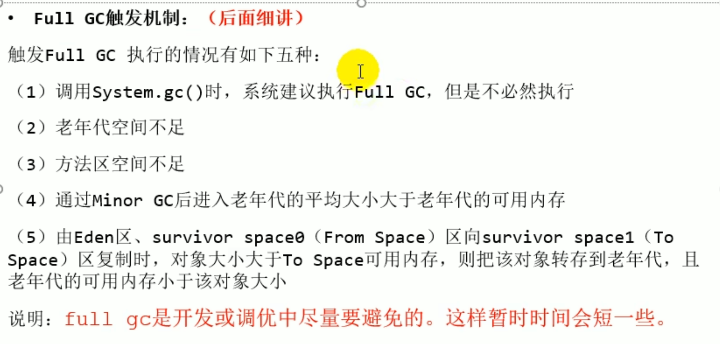 • Full GC触发机制：（后面细讲）
触发Full GC 执行的情况有如下五种：
（1）调用System.gc()时，系统建议执行Full GC，但是不必然执行
（2）老年代空间不足
（3）方法区空间不足
（4）通过Minor GC后进入老年代的平均大小大于老年代的可用内存
（5）由Eden区、survivor space0（From Space）区向survivor space1（To
Space）区复制时，对象大小大于To Space可用内存，则把该对象转存到老年代，且
老年代的可用内存小于该对象大小
说明：full gc是开发或调优中尽量要避免的。这样暂时时间会短一些。